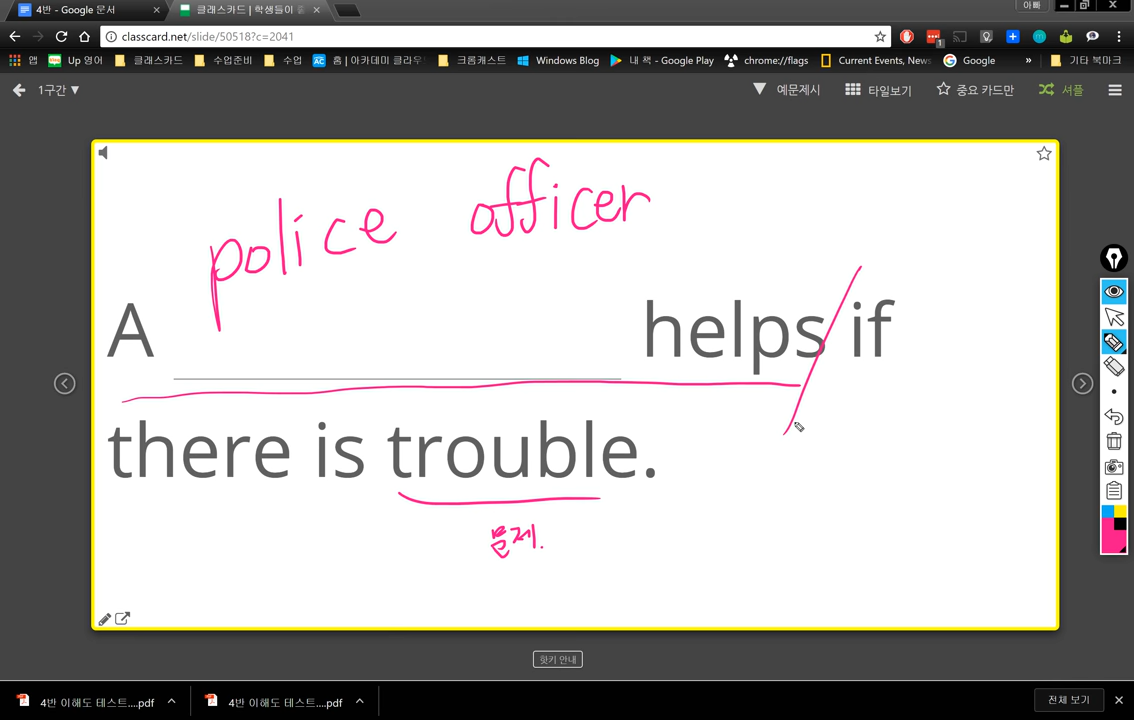 4반 - Google 문서
클래스카드 | 학생들이 
아빠
classcard.net/slide/50518?c=2041
앱 Up 영어 클래스카드 수업준비 수업 홈 | 아카데미 클라우 크롬캐스트 Windows Blog 내 책 - Google Play chrome://flags Current Events, News Google » 기타 북마크
1구간 ▼ ▼ 예문제시 타일보기 중요 카드만 셔플
police officer
A ____ helps if
there is trouble.
문제.
핫키 안내
4반 이해도 테스트....pdf 4반 이해도 테스트....pdf 전체 보기